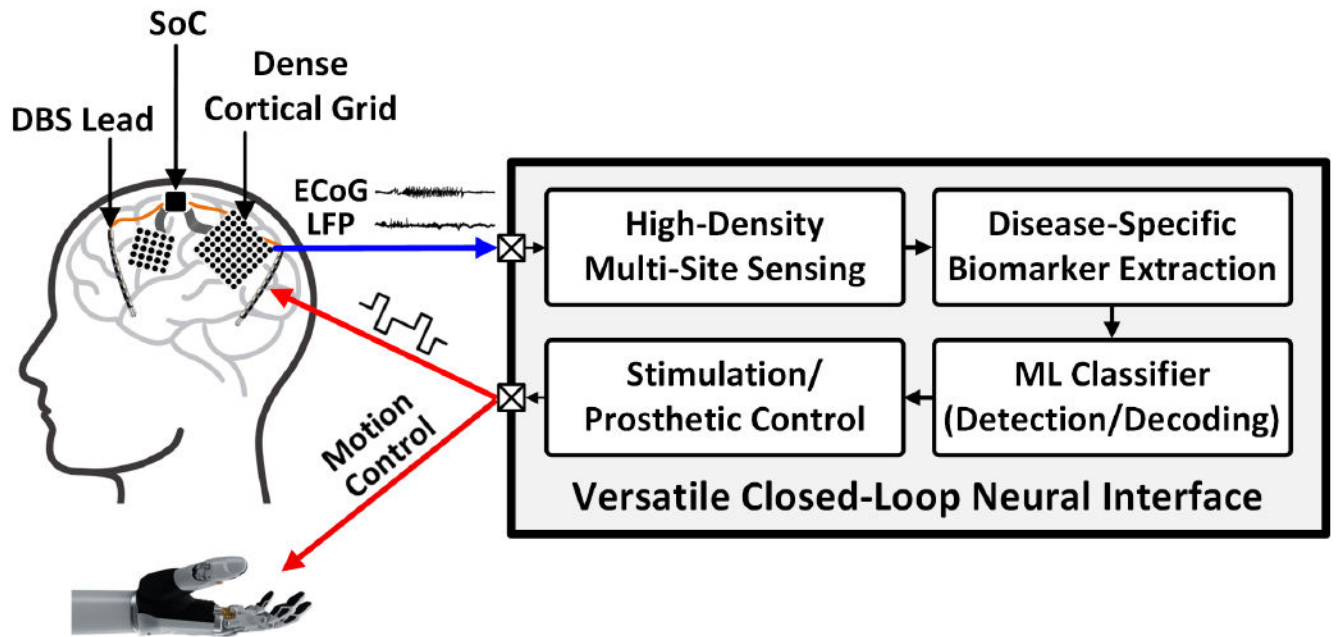 SoC
Dense
Cortical Grid
DBS Lead
ECoG
LFP
High-Density
Multi-Site Sensing
Disease-Specific
Biomarker Extraction
Stimulation/
Prosthetic Control
ML Classifier
(Detection/Decoding)
Motion
Control
Versatile Closed-Loop Neural Interface